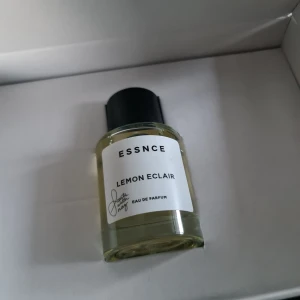 ESSNCE
LEMON ECLAIR
EAU DE PARFUM